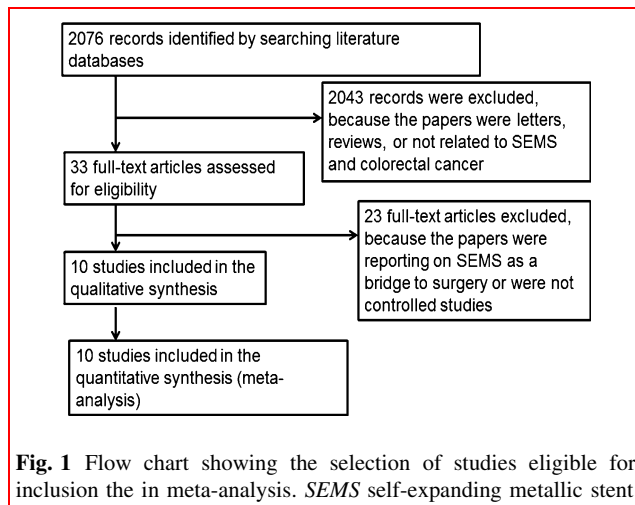 2076 records identified by searching literature
databases
2043 records were excluded,
because the papers were letters,
reviews, or not related to SEMS
and colorectal cancer
33 full-text articles assessed
for eligibility
23 full-text articles excluded,
because the papers were
reporting on SEMS as a
bridge to surgery or were not
controlled studies
10 studies included in the
qualitative synthesis
10 studies included in the
quantitative synthesis (meta-
analysis)
Fig. 1 Flow chart showing the selection of studies eligible for
inclusion the in meta-analysis. SEMS self-expanding metallic stent